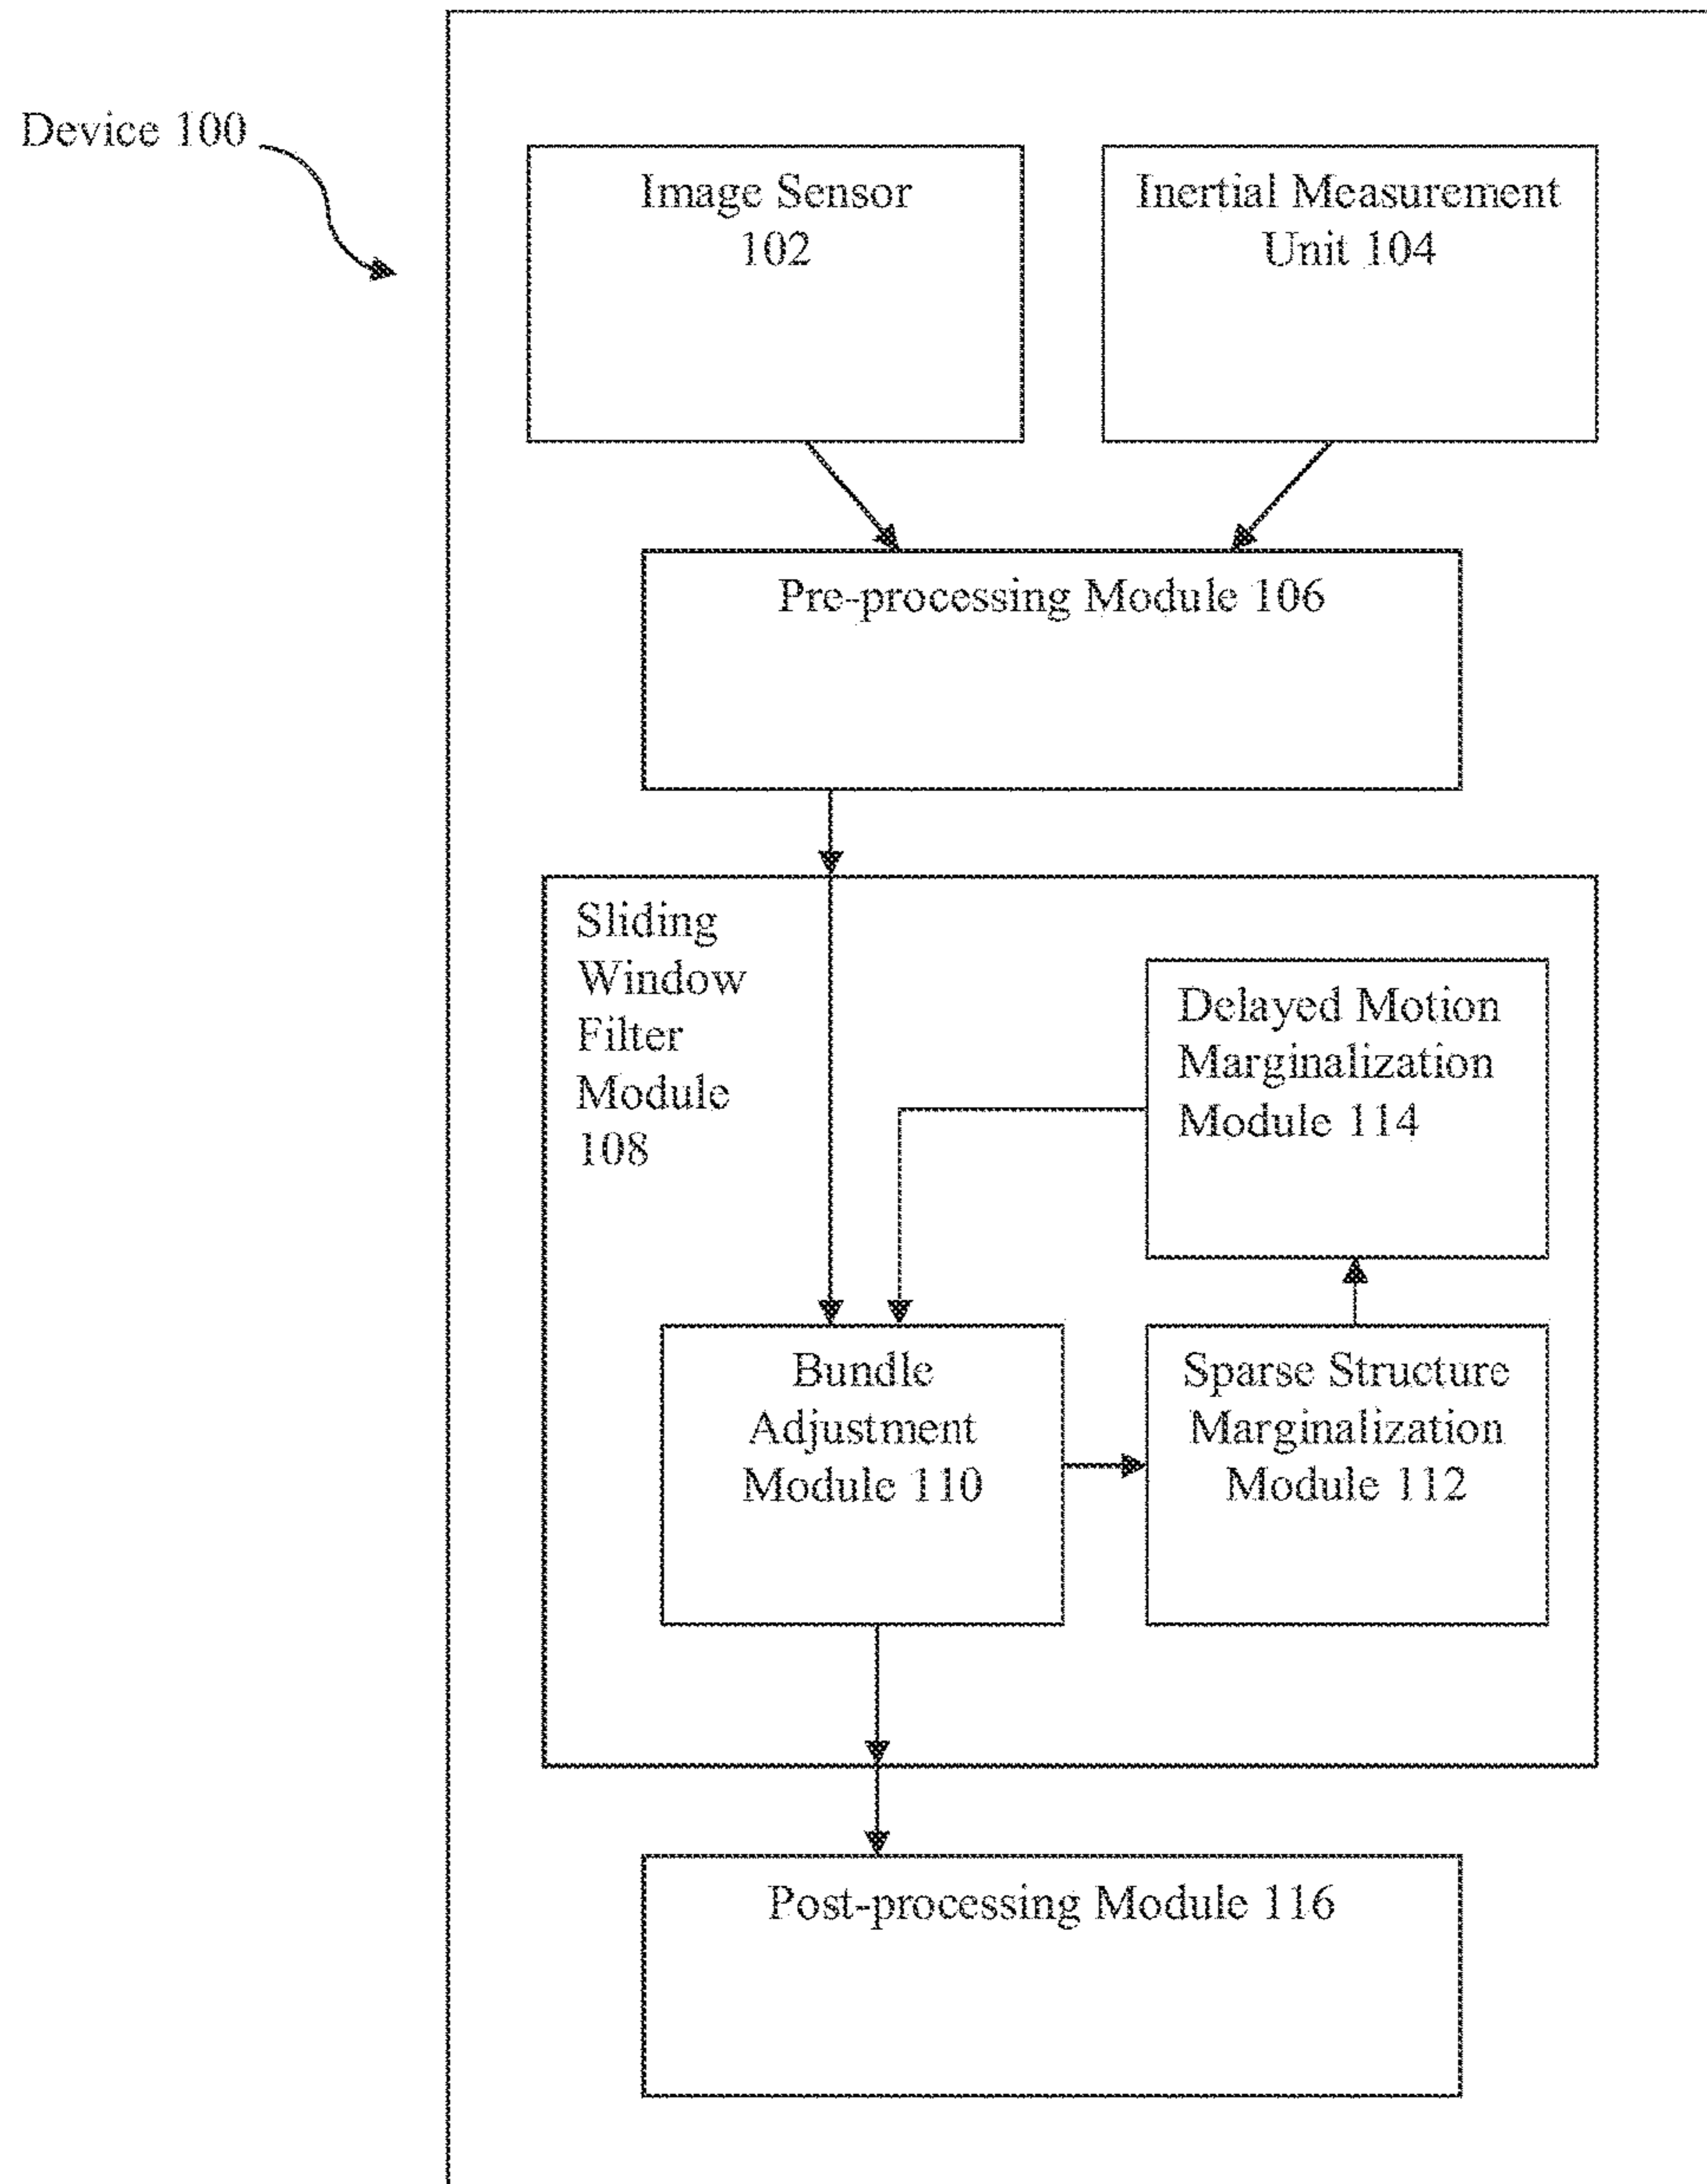 Device 100
Image Sensor
102
Inertial Measurement
Unit 104
Pre-processing Module 106
Sliding
Window
Filter
Module
108
Delayed Motion
Marginalization
Module 114
Bundle
Adjustment
Module 110
Sparse Structure
Marginalization
Module 112
Post-processing Module 116